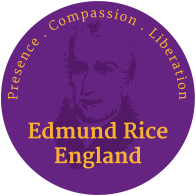 Presence · Compassion · Liberation
Edmund Rice
England